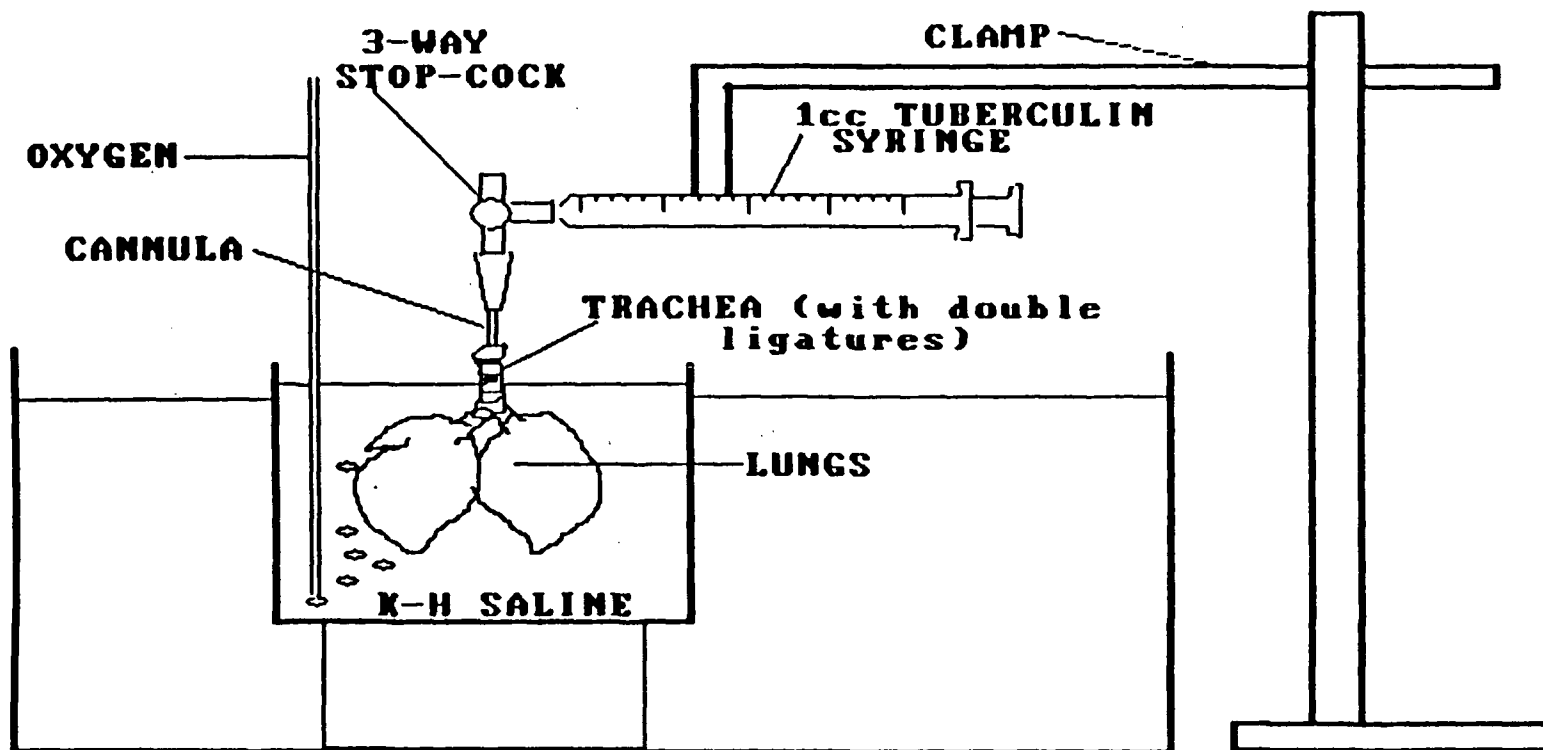 3-WAY
STOP-COCK
CLAMP
1cc TUBERCULIN
SYRINGE
OXYGEN
CANNULA
TRACHEA (with double
ligatures)
LUNGS
K-H SALINE